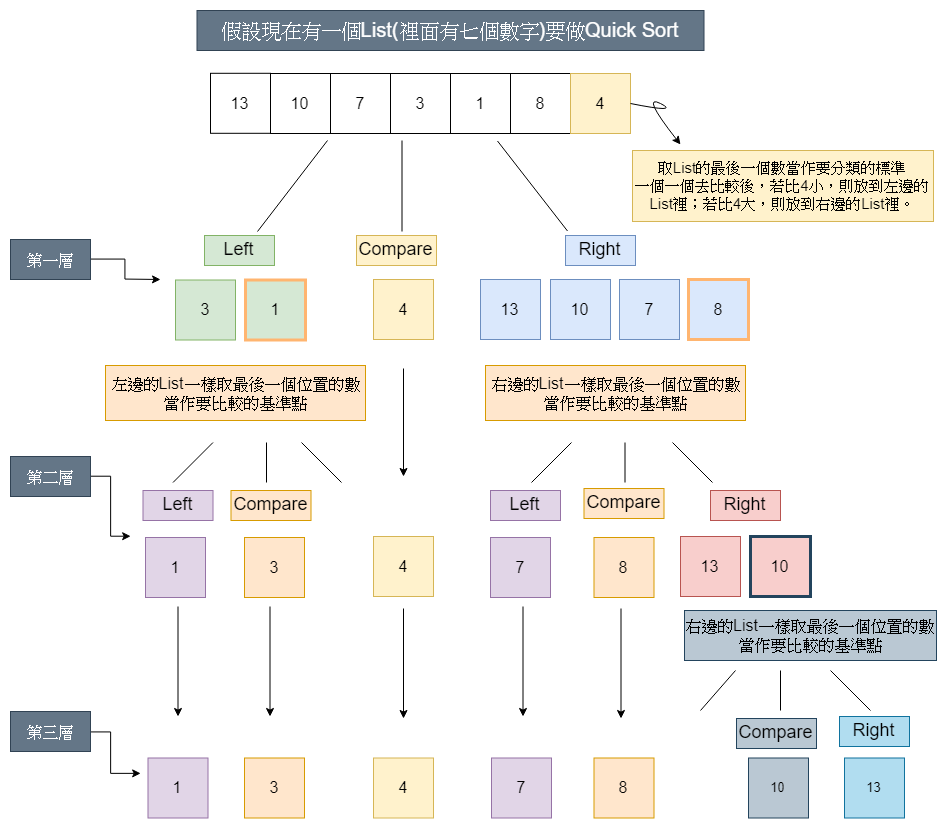 假設現在有一個List(裡面有七個數字)要做Quick Sort
13 10 7 3 1 8 4
取List的最後一個數當作要分類的標準
一個一個去比較後，若比4小，則放到左邊的
List裡；若比4大，則放到右邊的List裡。
Left Compare Right
第一層
3 1 4 13 10 7 8
左邊的List一樣取最後一個位置的數
當作要比較的基準點
右邊的List一樣取最後一個位置的數
當作要比較的基準點
第二層
Left Compare Left Compare Right
1 3 4 7 8 13 10
右邊的List一樣取最後一個位置的數
當作要比較的基準點
第三層
Compare Right
1 3 4 7 8 10 13